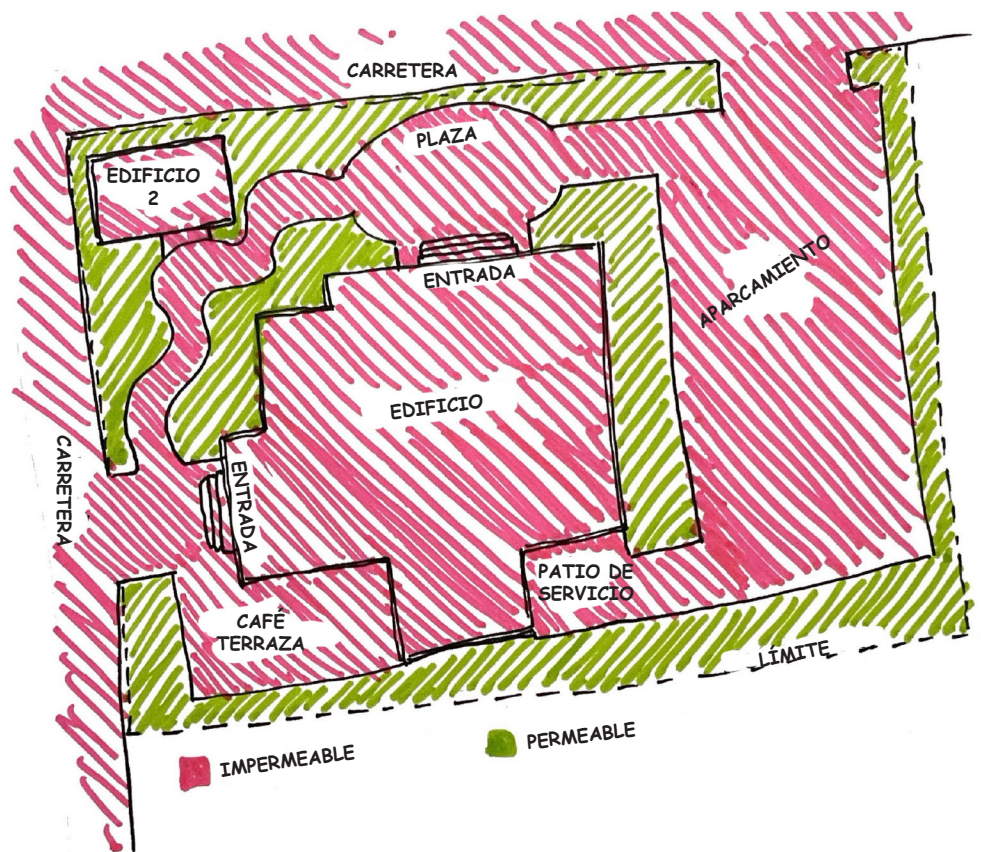 CARRETERA
PLAZA
EDIFICIO
2
ENTRADA
APARCAMIENTO
EDIFICIO
CARRETERA
ENTRADA
PATIO DE
SERVICIO
CAFÉ
TERRAZA
LÍMITE
IMPERMEABLE
PERMEABLE